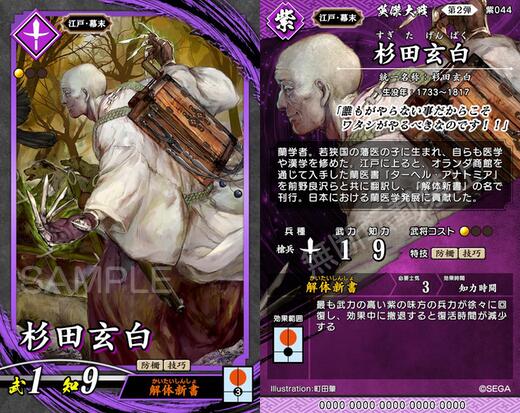 江戸・幕末
SAMPLE
杉田玄白
防柵 技巧
武1 知9
かいたいしんしょ
解体新書
3
紫
江戸・幕末
英傑大戦
第2弾
紫044
すぎた げんぱく
杉田玄白
統一名称:杉田玄白
生没年:1733~1817
「誰もがやらない事だからこそ
ワタシがやるべきなのです!!」
蘭学者。若狭国の藩医の子に生まれ、自らも医学
や漢学を修めた。江戸に上ると、オランダ商館を
通じて入手した蘭医書「ターヘル・アナトミア」
を前野良沢らと共に翻訳し、「解体新書」の名で
刊行。日本における蘭医学発展に貢献した。
兵種 武力 知力 武将コスト
槍兵 1 9
特技 防柵 技巧
かいたいしんしょ
解体新書
必要士気 効果時間
3 知力時間
効果範囲
最も武力の高い紫の味方の兵力が徐々に回
復し、効果中に撤退すると復活時間が減少
する
Illustration:町田肇
©SEGA
0000 0000 0000 0000 0000